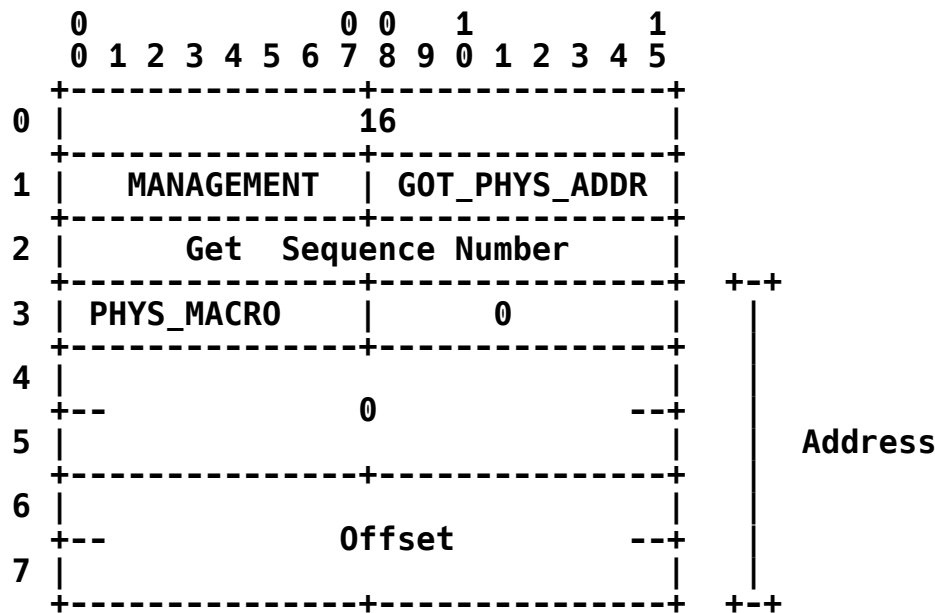 0 0 0 1 1
0 1 2 3 4 5 6 7 8 9 0 1 2 3 4 5
+---------------+---------------+
0 | 16 |
+---------------+---------------+
1 | MANAGEMENT | GOT_PHYS_ADDR |
+---------------+---------------+
2 | Get Sequence Number |
+---------------+---------------+ +-+
3 | PHYS_MACRO | 0 | |
+---------------+---------------+ |
4 | | |
+-- 0 --+ |
5 | | | Address
+---------------+---------------+ |
6 | | |
+-- Offset --+ |
7 | | |
+---------------+---------------+ +-+